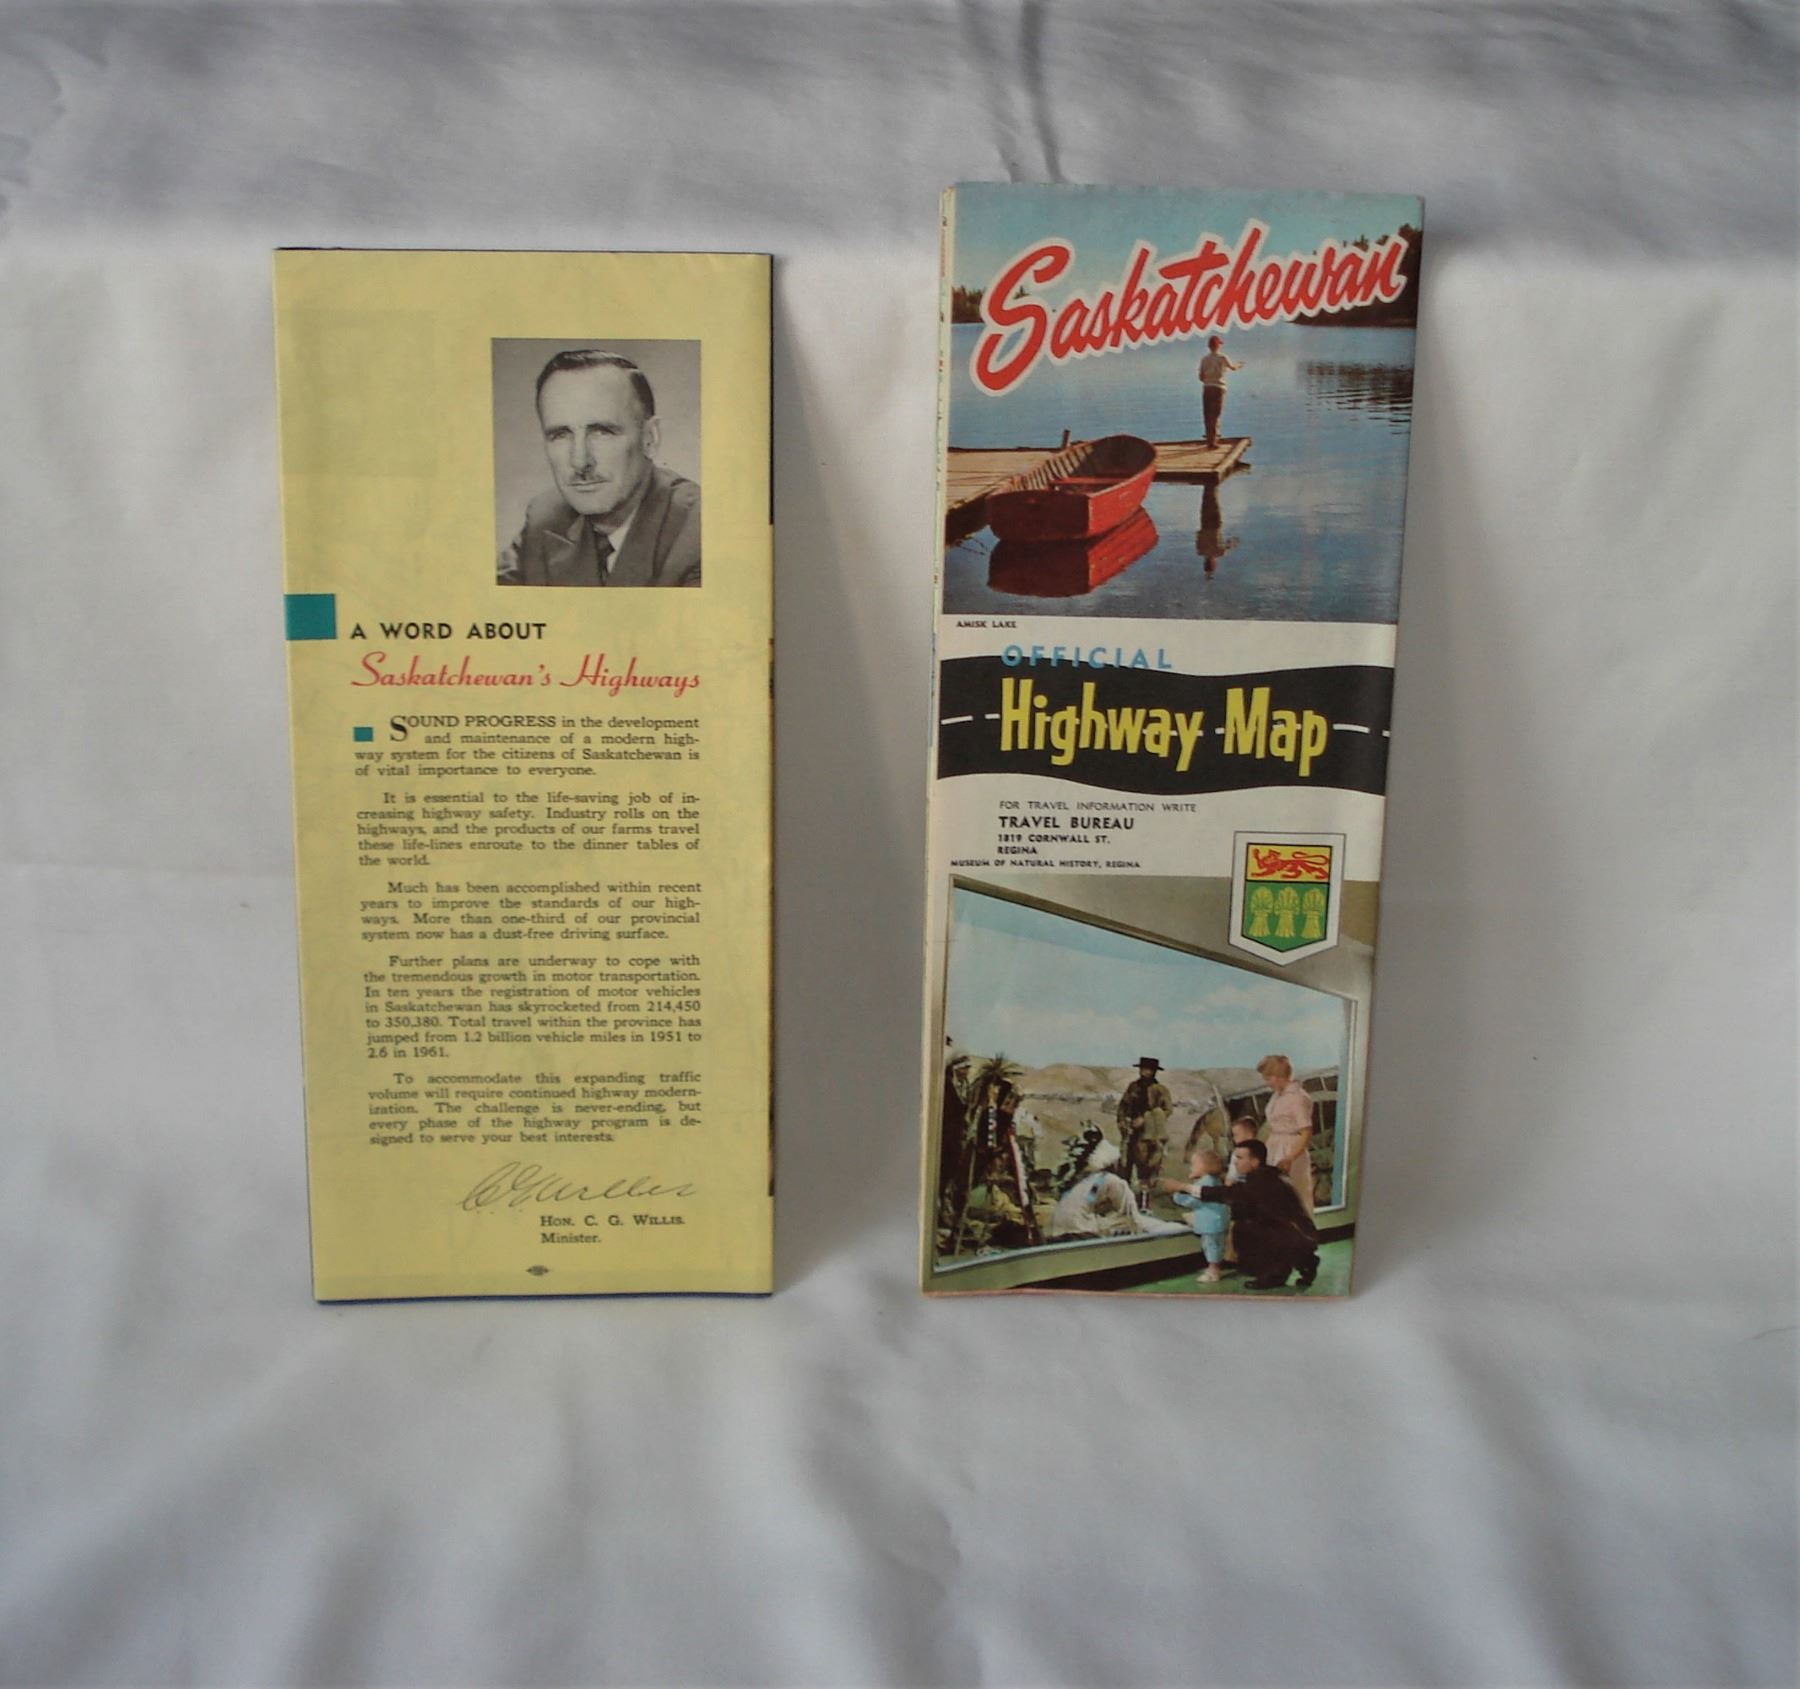 A WORD ABOUT
Saskatchewan's Highways
SOUND PROGRESS in the development
and maintenance of a modern high-
way system for the citizens of Saskatchewan is
of vital importance to everyone.
It is essential to the life-saving job of in-
creasing highway safety. Industry rolls on the
highways, and the products of our farms travel
these life-lines enroute to the dinner tables of
the world.
Much has been accomplished within recent
years to improve the standards of our high-
ways. More than one-third of our provincial
system now has a dust-free driving surface.
Further plans are underway to cope with
the tremendous growth in motor transportation.
In ten years the registration of motor vehicles
in Saskatchewan has skyrocketed from 214,450
to 350,380. Total travel within the province has
jumped from 1.2 billion vehicle miles in 1951 to
2.6 in 1961.
To accommodate this expanding traffic
volume will require continued highway modern-
ization. The challenge is never-ending, but
every phase of the highway program is de-
signed to serve your best interests.
C G Willis
HON. C. G. WILLIS.
Minister.
Saskatchewan
AMISK LAKE
OFFICIAL
Highway Map
FOR TRAVEL INFORMATION WRITE
TRAVEL BUREAU
1819 CORNWALL ST.
REGINA
MUSEUM OF NATURAL HISTORY, REGINA